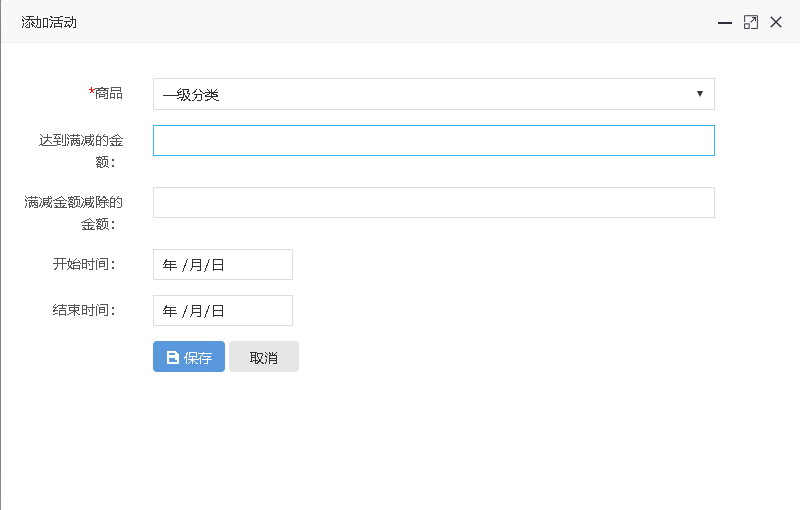 添加活动
*商品
一级分类
达到满减的金
额：
满减金额减除的
金额：
开始时间：
年 /月/日
结束时间：
年 /月/日
保存
取消